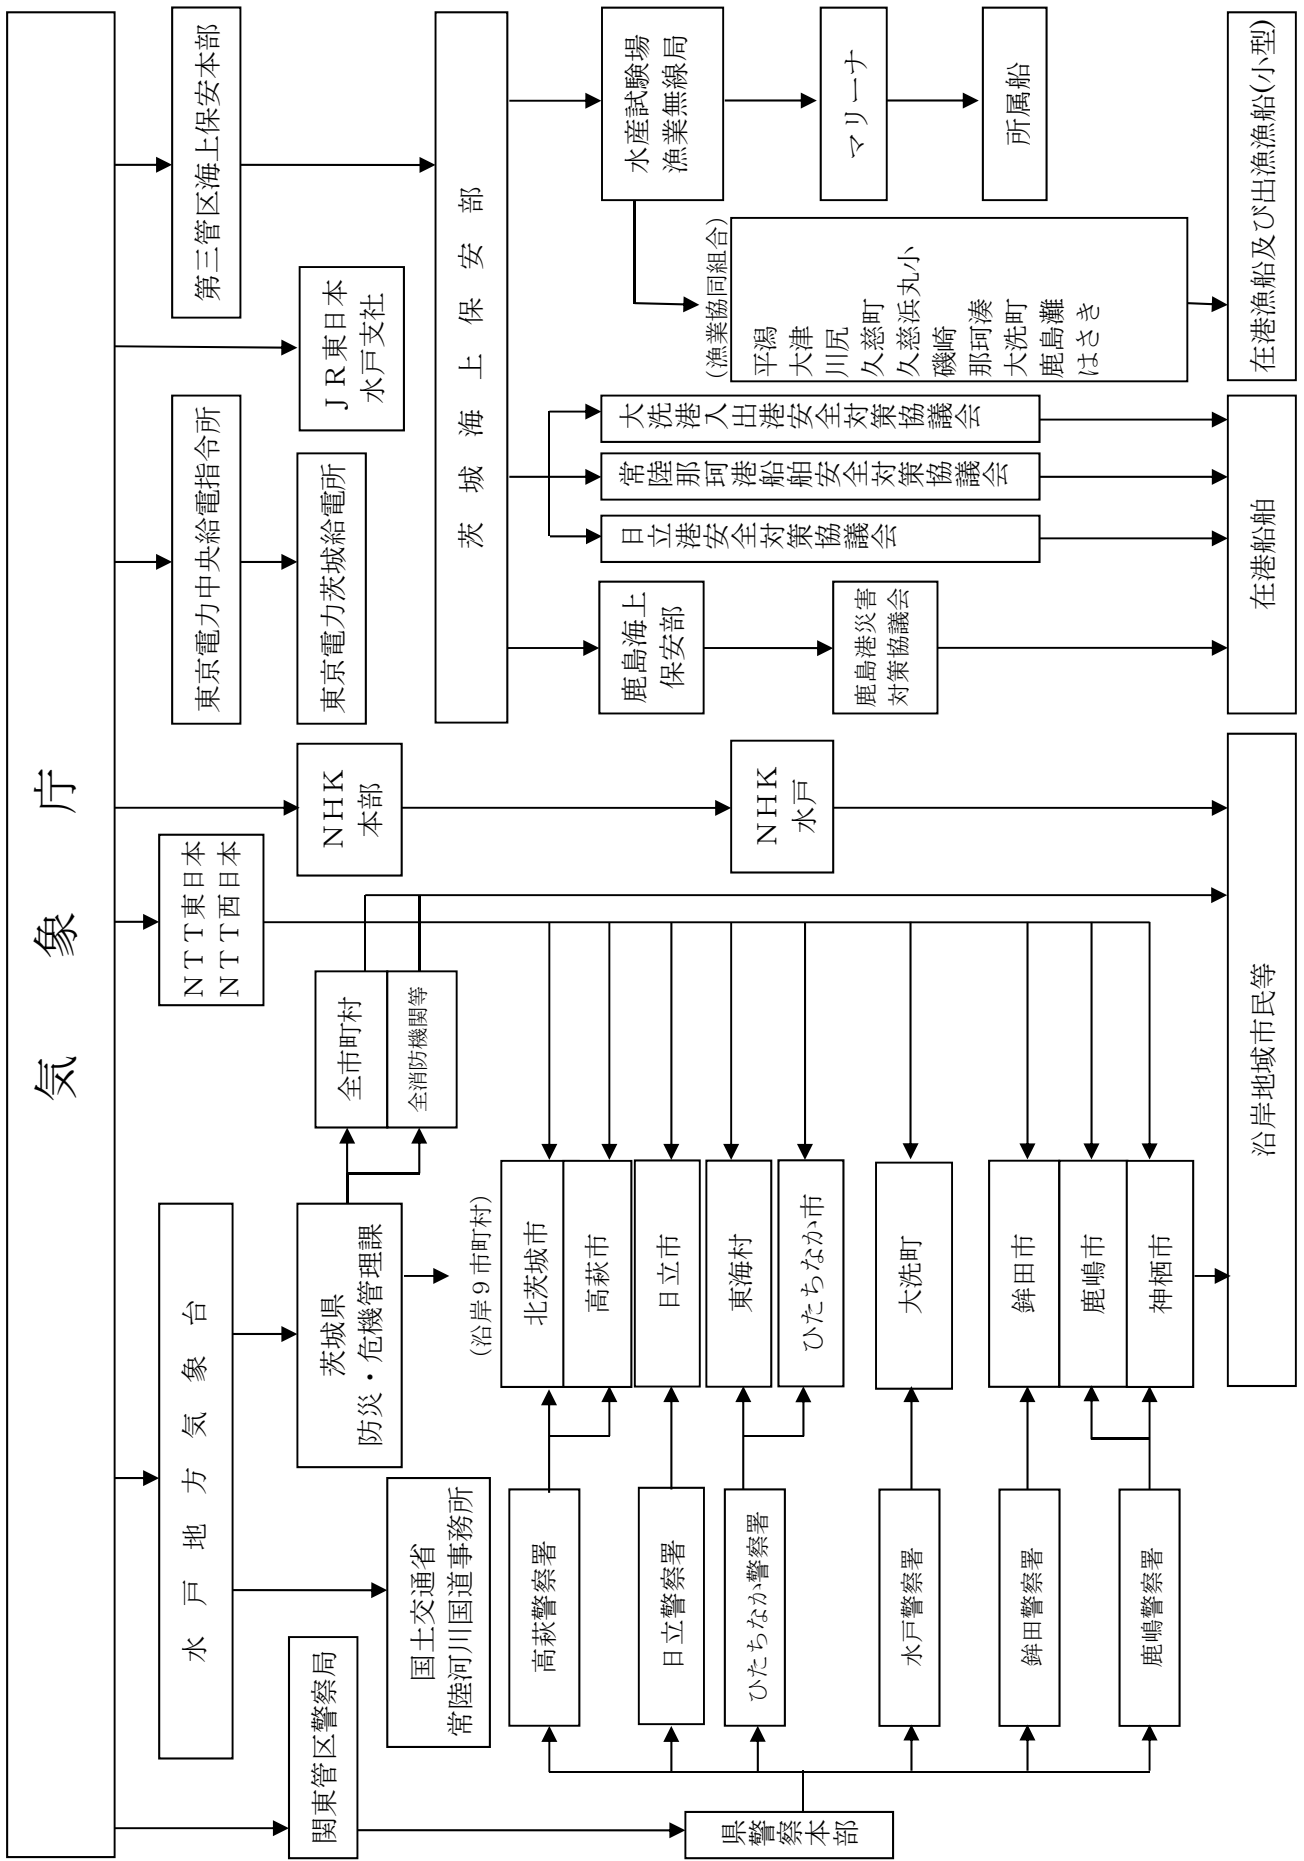 気象庁
第三管区海上保安本部
JR東日本
水戸支社
東京電力中央給電指令所
東京電力茨城給電所
NHK
本部
NTT東日本
NTT西日本
水戸地方気象台
関東管区警察局
茨城海上保安部
水産試験場
漁業無線局
マリーナ
所属船
(漁業協同組合)
平潟
大津
川尻
久慈町
久慈浜丸小
磯崎
那珂湊
大洗町
鹿島灘
はさき
在港漁船及び出漁漁船(小型)
大洗港入出港安全対策協議会
常陸那珂港船舶安全対策協議会
日立港安全対策協議会
鹿島海上
保安部
鹿島港災害
対策協議会
在港船舶
NHK
水戸
全市町村
全消防機関等
茨城県
防災・危機管理課
国土交通省
常陸河川国道事務所
(沿岸9市町村)
北茨城市
高萩市
日立市
東海村
ひたちなか市
大洗町
鉾田市
鹿嶋市
神栖市
沿岸地域市民等
高萩警察署
日立警察署
ひたちなか警察署
水戸警察署
鉾田警察署
鹿嶋警察署
県警察本部